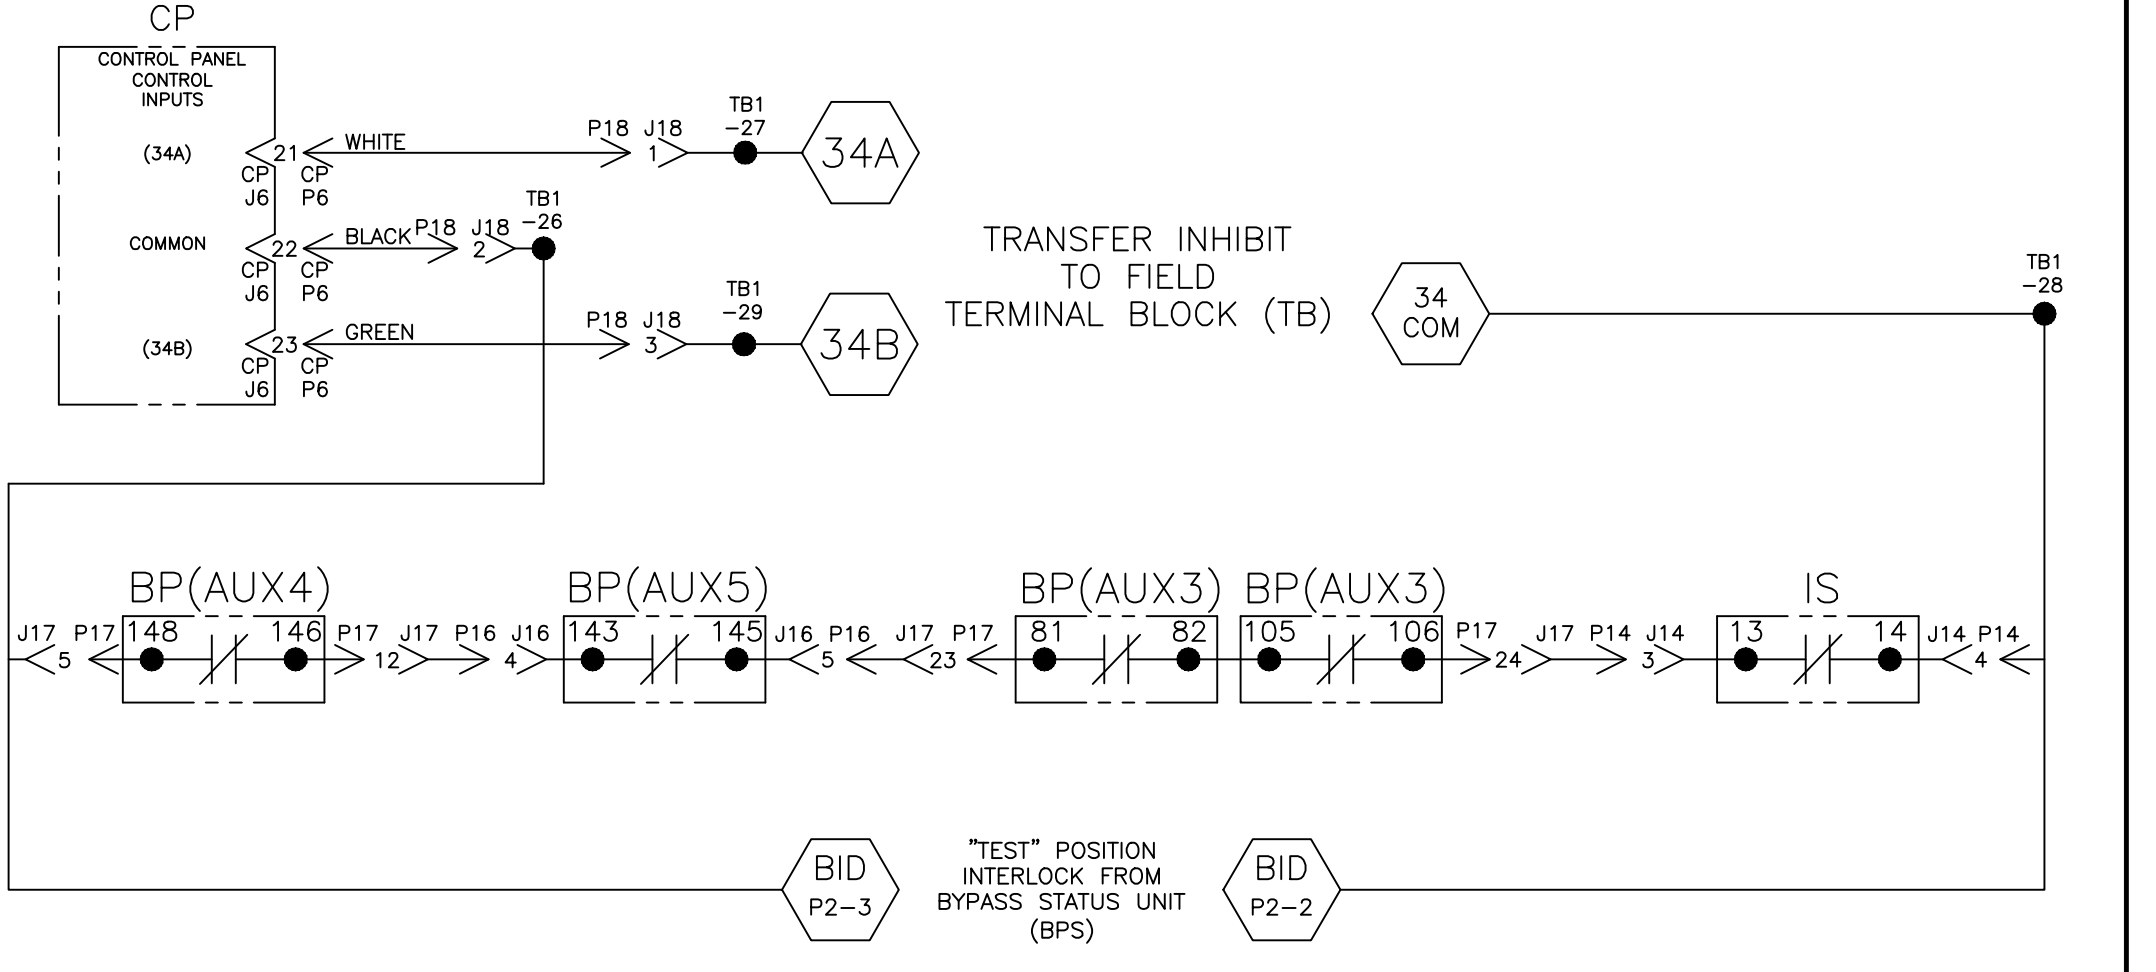 CP
CONTROL PANEL
CONTROL
INPUTS
(34A)
21
CP
J6
CP
P6
WHITE
P18
J18
1
TB1
-27
34A
COMMON
22
CP
J6
CP
P6
BLACK
P18
J18
2
TB1
-26
(34B)
23
CP
J6
CP
P6
GREEN
P18
J18
3
TB1
-29
34B
TRANSFER INHIBIT
TO FIELD
TERMINAL BLOCK (TB)
34
COM
TB1
-28
BP(AUX4)
BP(AUX5)
BP(AUX3)
BP(AUX3)
IS
J17
5
P17
148
146
P17
12
J17
P16
J16
4
143
145
J16
5
P16
J17
23
P17
81
82
105
106
P17
24
J17
P14
J14
3
13
14
J14
4
P14
BID
P2-3
"TEST" POSITION
INTERLOCK FROM
BYPASS STATUS UNIT
(BPS)
BID
P2-2